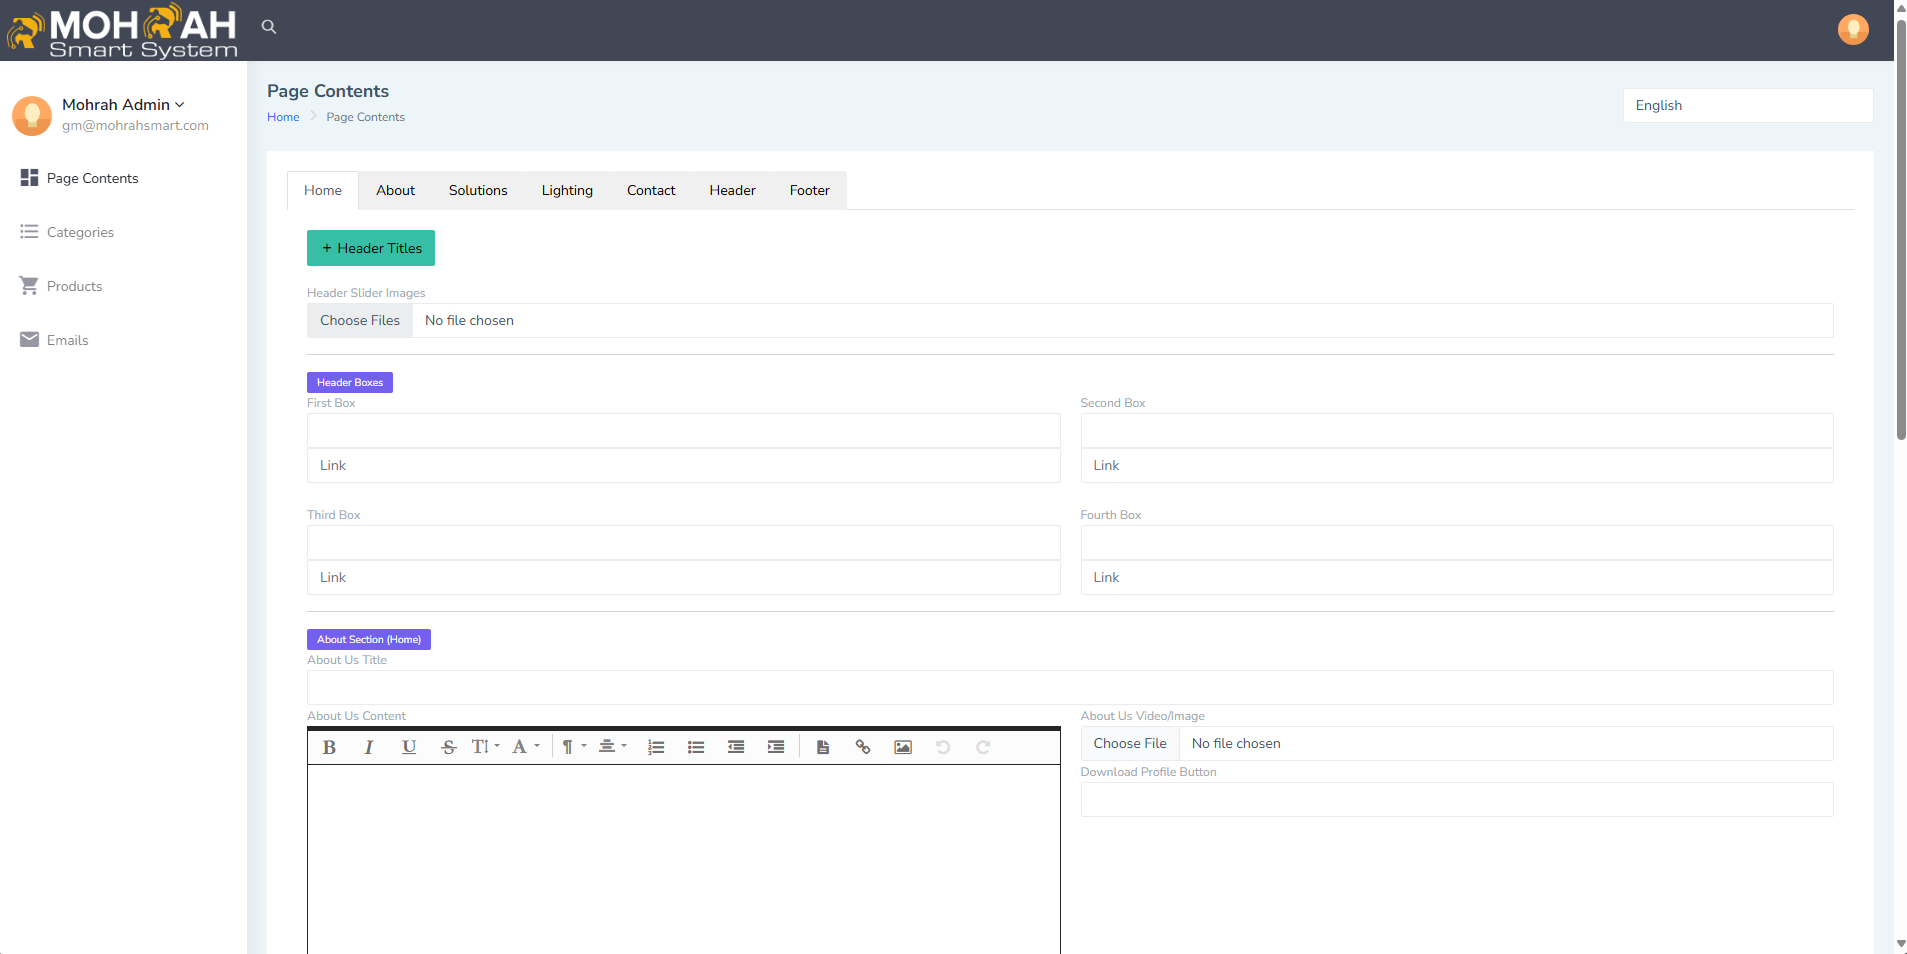 MOHRAH
Smart System
Mohrah Admin
gm@mohrahsmart.com
Page Contents
Categories
Products
Emails
Page Contents
Home
Page Contents
English
Home
About
Solutions
Lighting
Contact
Header
Footer
+ Header Titles
Header Slider Images
Choose Files
No file chosen
Header Boxes
First Box
Second Box
Link
Link
Third Box
Fourth Box
Link
Link
About Section (Home)
About Us Title
About Us Content
About Us Video/Image
Choose File
No file chosen
Download Profile Button